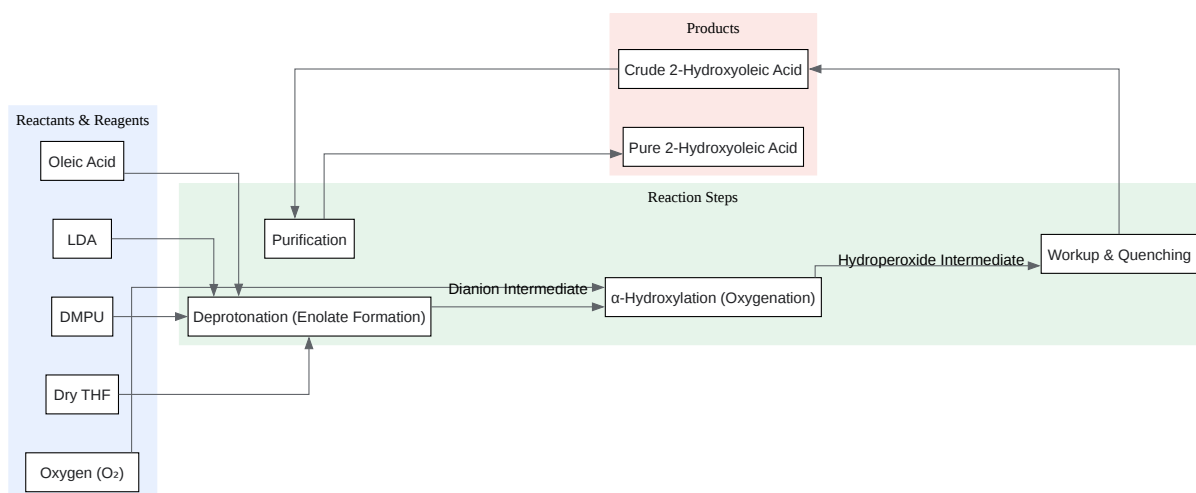 Products
Crude 2-Hydroxyoleic Acid
Pure 2-Hydroxyoleic Acid
Reactants & Reagents
Oleic Acid
LDA
DMPU
Dry THF
Oxygen (O₂)
Reaction Steps
Purification
Deprotonation (Enolate Formation)
Dianion Intermediate
α-Hydroxylation (Oxygenation)
Hydroperoxide Intermediate
Workup & Quenching